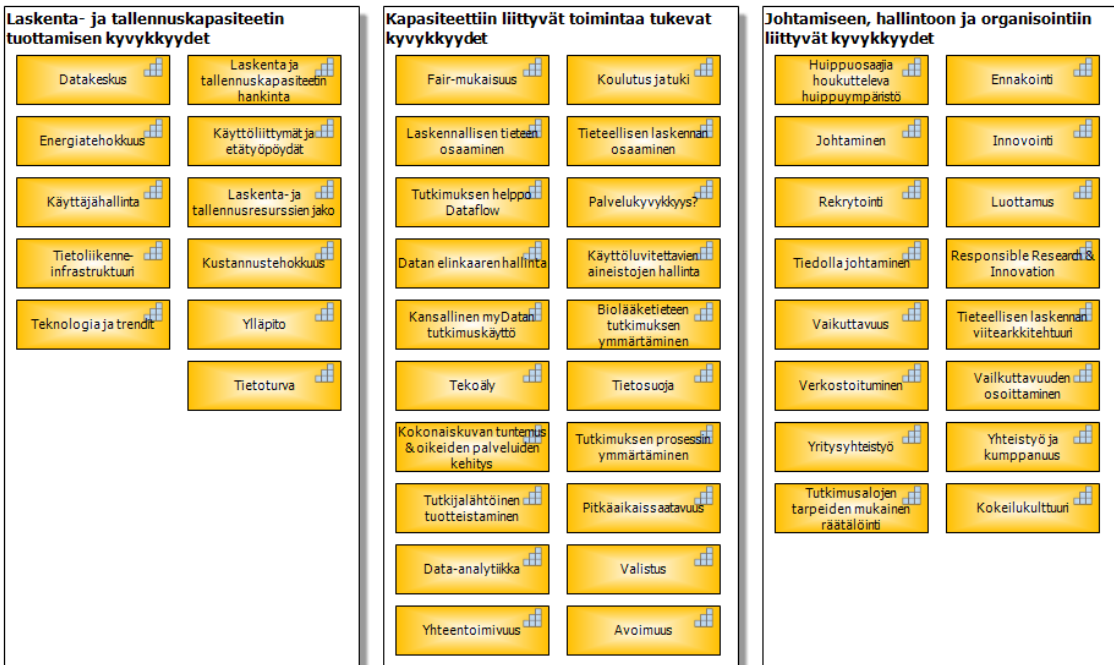 Laskenta- ja tallennuskapasiteetin
tuottamisen kyvykkyydet
Datakeskus
Laskenta ja
tallennuskapasiteetin
hankinta
Energiatehokkuus
Käyttöliittymät ja
etätyöpöydät
Käyttäjähallinta
Laskenta- ja
tallennusresurssien jako
Tietoliikenne-
infrastruktuuri
Kustannustehokkuus
Teknologia ja trendit
Ylläpito
Tietoturva
Kapasiteettiin liittyvät toimintaa tukevat
kyvykkyydet
Fair-mukaisuus
Koulutus ja tuki
Laskennallisen tieteen
osaaminen
Tieteellisen laskennan
osaaminen
Tutkimuksen helppo
Dataflow
Palvelukyvykkyys?
Datan elinkaaren hallinta
Käyttöluvitettavien
aineistojen hallinta
Kansallinen myDatan
tutkimuskäyttö
Biolääketieteen
tutkimuksen
ymmärtäminen
Tekoäly
Tietosuoja
Kokonaiskuvan tuntemus
& oikeiden palveluiden
kehitys
Tutkimuksen prosessin
ymmärtäminen
Tutkijalähtöinen
tuotteistaminen
Pitkäaikaissaatavuus
Data-analytiikka
Valistus
Yhteentoimivuus
Avoimuus
Johtamiseen, hallintoon ja organisointiin
liittyvät kyvykkyydet
Huippuosaajia
houkutteleva
huippuympäristö
Ennakointi
Johtaminen
Innovointi
Rekrytointi
Luottamus
Tiedolla johtaminen
Responsible Research &
Innovation
Vaikuttavuus
Tieteellisen laskennan
viitearkkitehtuuri
Verkostoituminen
Vailkuttavuuden
osoittaminen
Yritysyhteistyö
Yhteistyö ja
kumppanuus
Tutkimusalojen
tarpeiden mukainen
räätälöinti
Kokeilukulttuuri